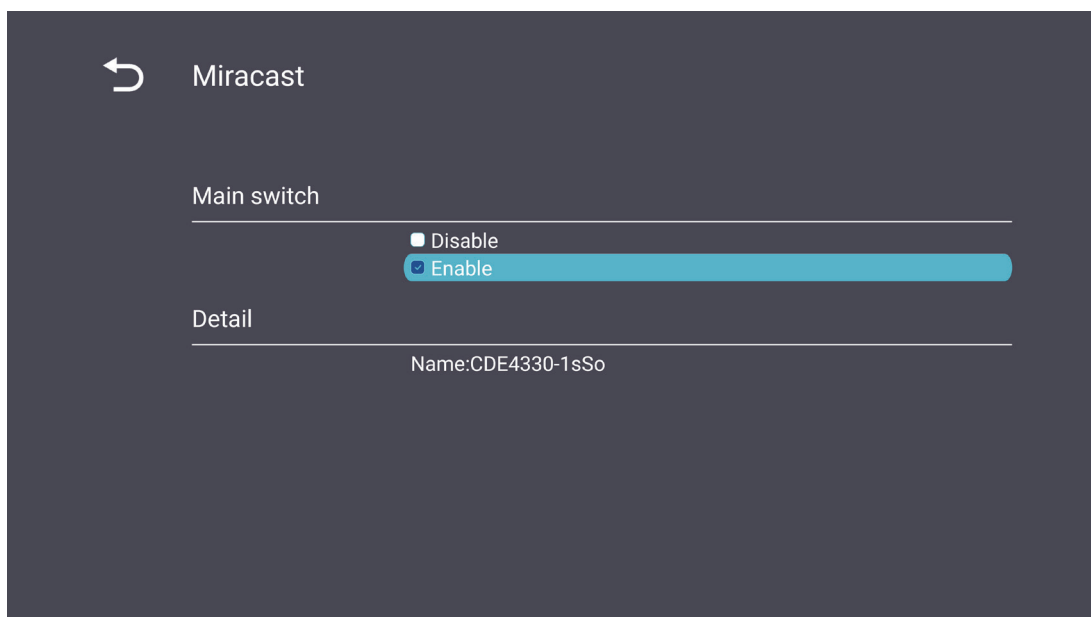 Miracast
Main switch
Disable
Enable
Detail
Name:CDE4330-1sSo